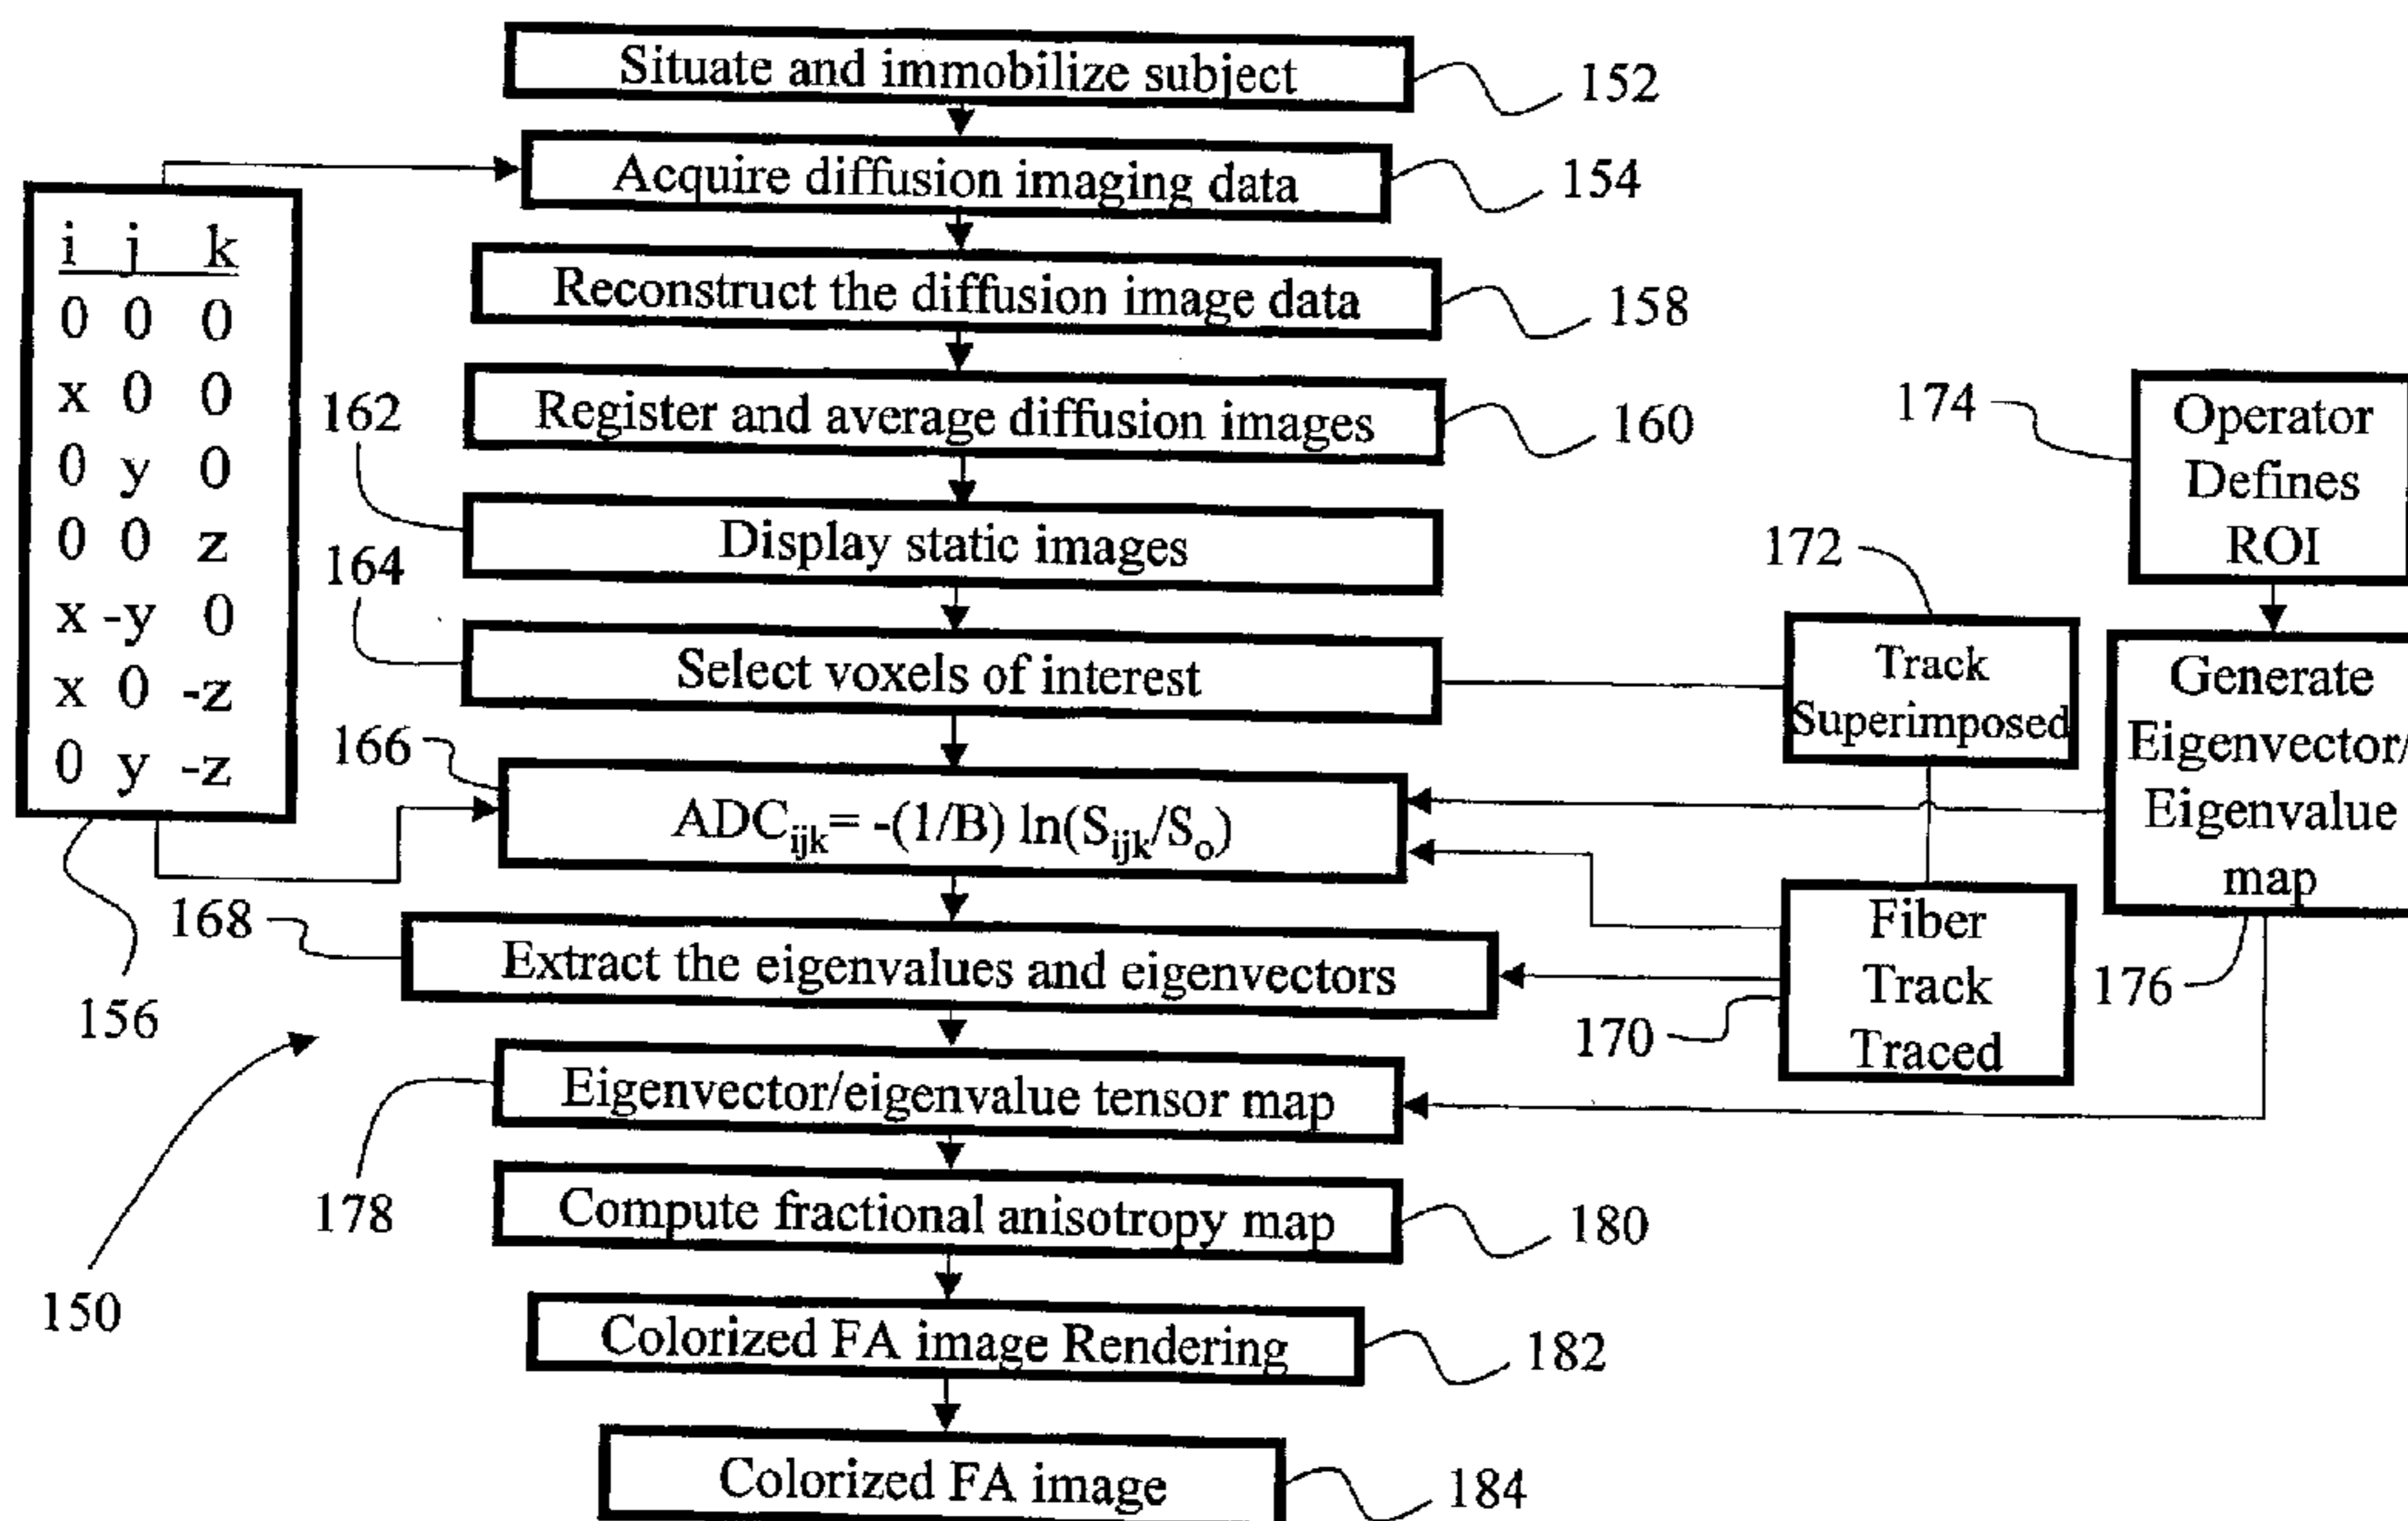 Situate and immobilize subject
152
Acquire diffusion imaging data
154
i j k
0 0 0
x 0 0
0 y 0
0 0 z
x -y 0
x 0 -z
0 y -z
156
Reconstruct the diffusion image data
158
Register and average diffusion images
160
162
Display static images
164
Select voxels of interest
166
ADCijk= -(1/B) ln(Sijk/So)
168
Extract the eigenvalues and eigenvectors
174
Operator
Defines
ROI
172
Track
Superimposed
Generate
Eigenvector/
Eigenvalue
map
176
Fiber
Track
Traced
170
150
178
Eigenvector/eigenvalue tensor map
Compute fractional anisotropy map
180
Colorized FA image Rendering
182
Colorized FA image
184